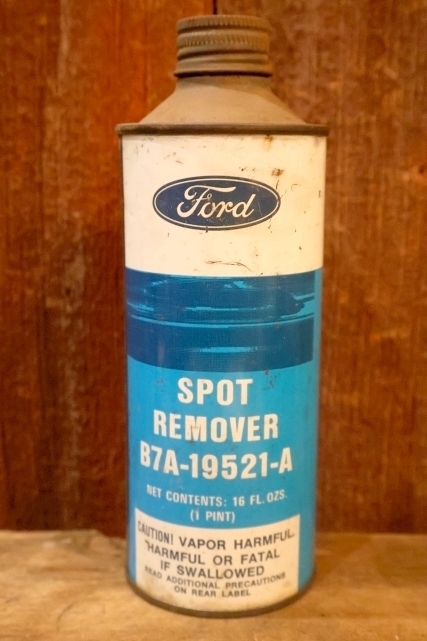 Ford
SPOT
REMOVER
B7A-19521-A
NET CONTENTS: 16 FL. OZS.
(1 PINT)
CAUTION! VAPOR HARMFUL.
HARMFUL OR FATAL
IF SWALLOWED
READ ADDITIONAL PRECAUTIONS
ON REAR LABEL